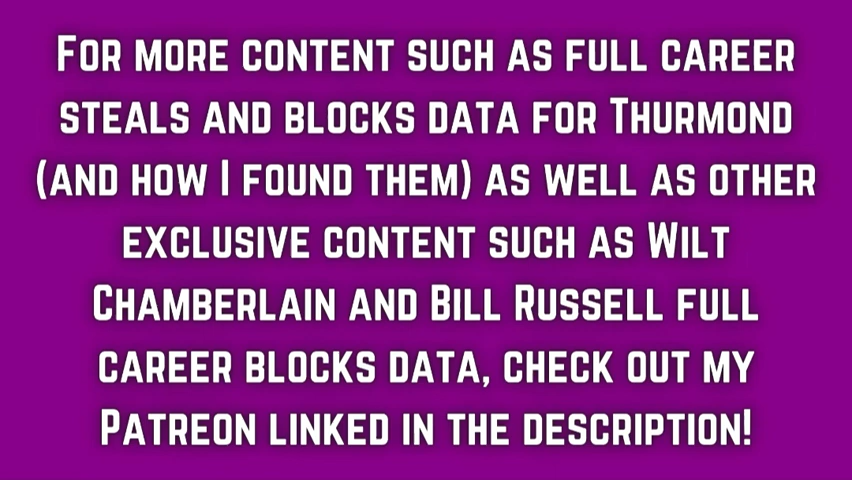 For more content such as full career
steals and blocks data for Thurmond
(and how I found them) as well as other
exclusive content such as Wilt
Chamberlain and Bill Russell full
career blocks data, check out my
Patreon linked in the description!